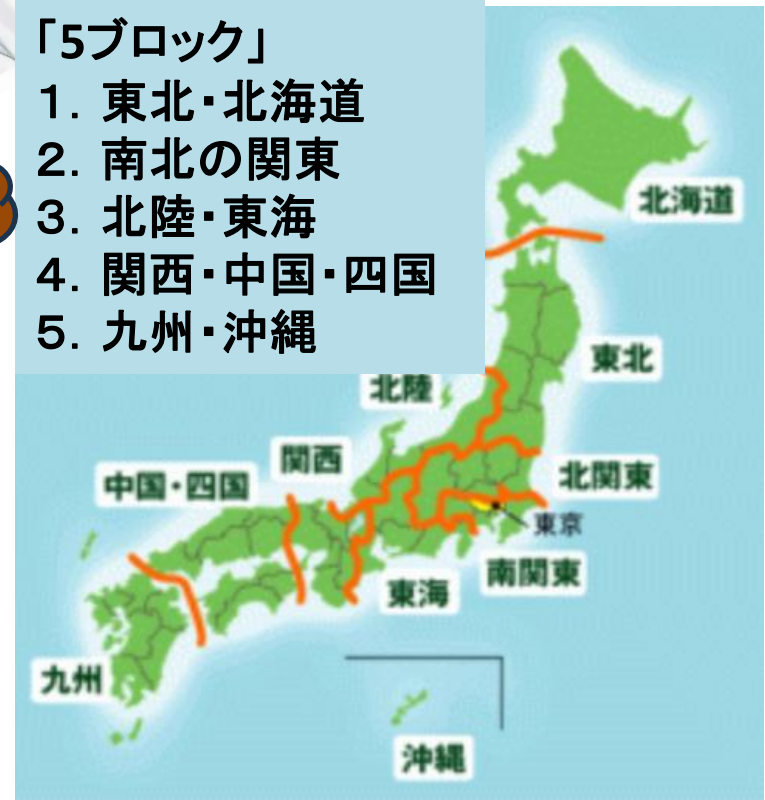 「5ブロック」
１．東北・北海道
２．南北の関東
３．北陸・東海
４．関西・中国・四国
５．九州・沖縄
北海道
東北
北陸
関西
中国・四国
北関東
東京
南関東
東海
九州
沖縄